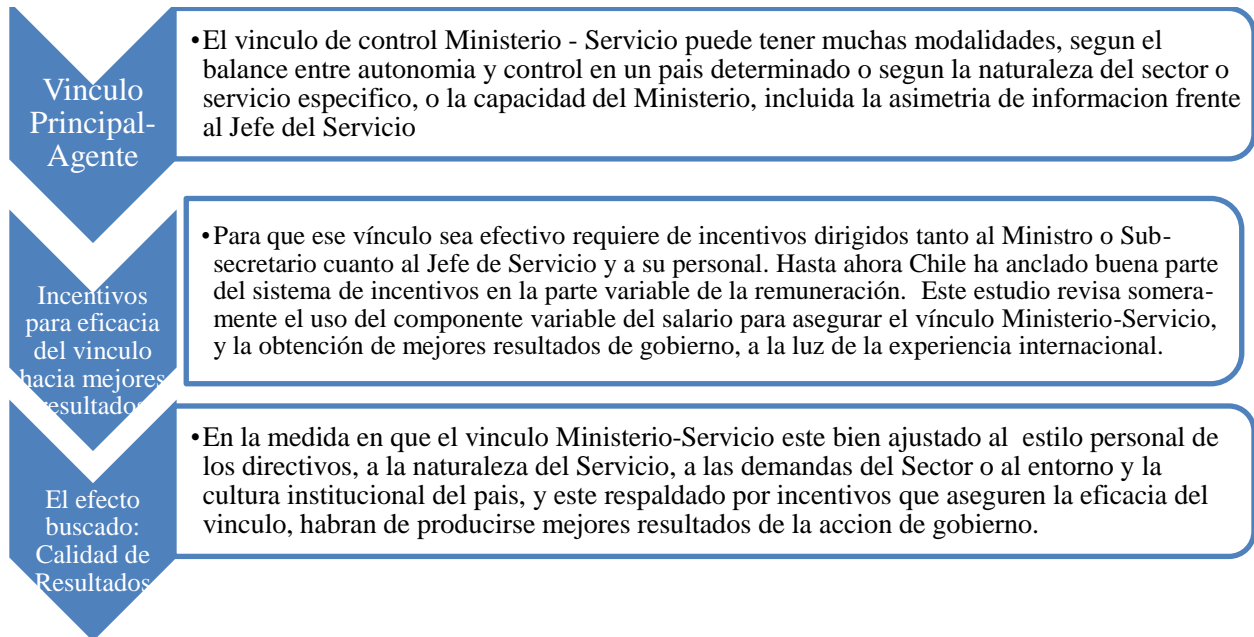 Vinculo
Principal-
Agente
•El vinculo de control Ministerio - Servicio puede tener muchas modalidades, segun el
balance entre autonomia y control en un pais determinado o segun la naturaleza del sector o
servicio especifico, o la capacidad del Ministerio, incluida la asimetria de informacion frente
al Jefe del Servicio
Incentivos
para eficacia
del vinculo
hacia mejores
resultados
•Para que ese vínculo sea efectivo requiere de incentivos dirigidos tanto al Ministro o Sub-
secretario cuanto al Jefe de Servicio y a su personal. Hasta ahora Chile ha anclado buena parte
del sistema de incentivos en la parte variable de la remuneración.  Este estudio revisa somera-
mente el uso del componente variable del salario para asegurar el vínculo Ministerio-Servicio,
y la obtención de mejores resultados de gobierno, a la luz de la experiencia internacional.
El efecto
buscado:
Calidad de
Resultados
•En la medida en que el vinculo Ministerio-Servicio este bien ajustado al  estilo personal de
los directivos, a la naturaleza del Servicio, a las demandas del Sector o al entorno y la
cultura institucional del pais, y este respaldado por incentivos que aseguren la eficacia del
vinculo, habran de producirse mejores resultados de la accion de gobierno.